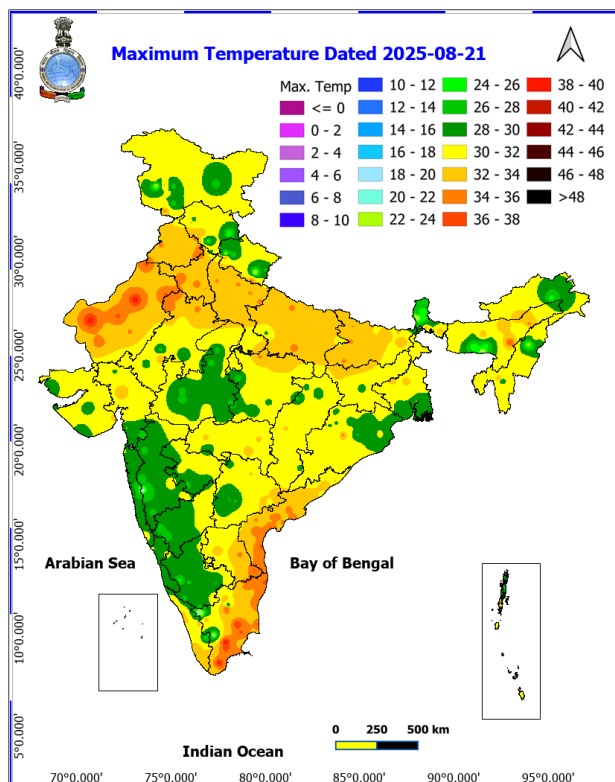 Maximum Temperature Dated 2025-08-21
Max. Temp
<= 0
0 - 2
2 - 4
4 - 6
6 - 8
8 - 10
10 - 12
12 - 14
14 - 16
16 - 18
18 - 20
20 - 22
22 - 24
24 - 26
26 - 28
28 - 30
30 - 32
32 - 34
34 - 36
36 - 38
38 - 40
40 - 42
42 - 44
44 - 46
46 - 48
>48
40°0.000'
35°0.000'
30°0.000'
25°0.000'
20°0.000'
15°0.000'
10°0.000'
5°0.000'
Arabian Sea
Bay of Bengal
0 250 500 km
Indian Ocean
70°0.000' 75°0.000' 80°0.000' 85°0.000' 90°0.000' 95°0.000'